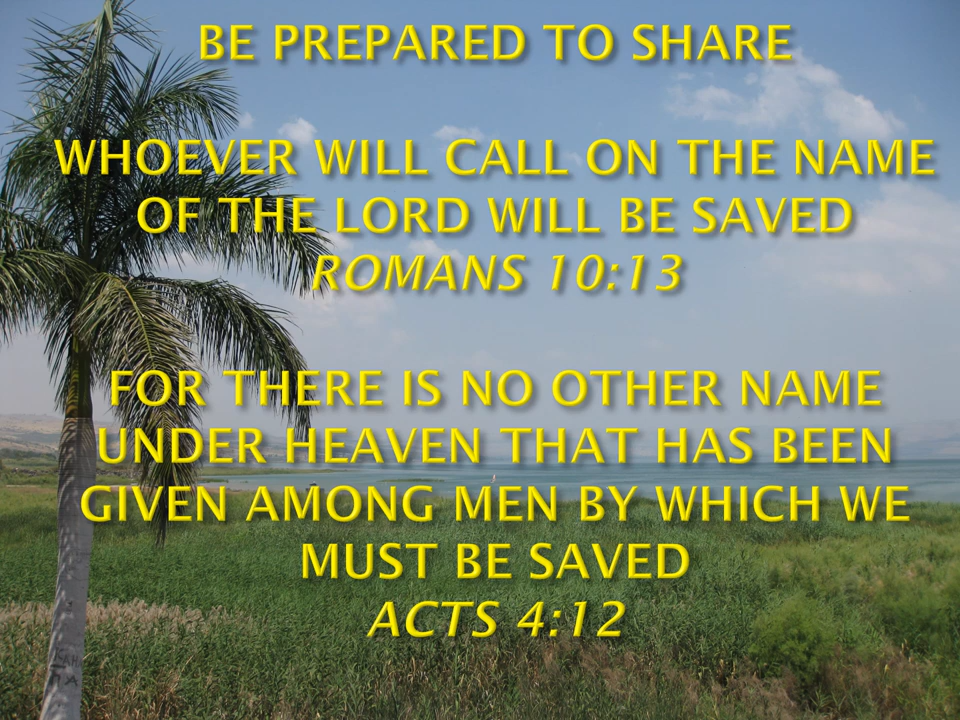 BE PREPARED TO SHARE
WHOEVER WILL CALL ON THE NAME
OF THE LORD WILL BE SAVED
ROMANS 10:13
FOR THERE IS NO OTHER NAME
UNDER HEAVEN THAT HAS BEEN
GIVEN AMONG MEN BY WHICH WE
MUST BE SAVED
ACTS 4:12